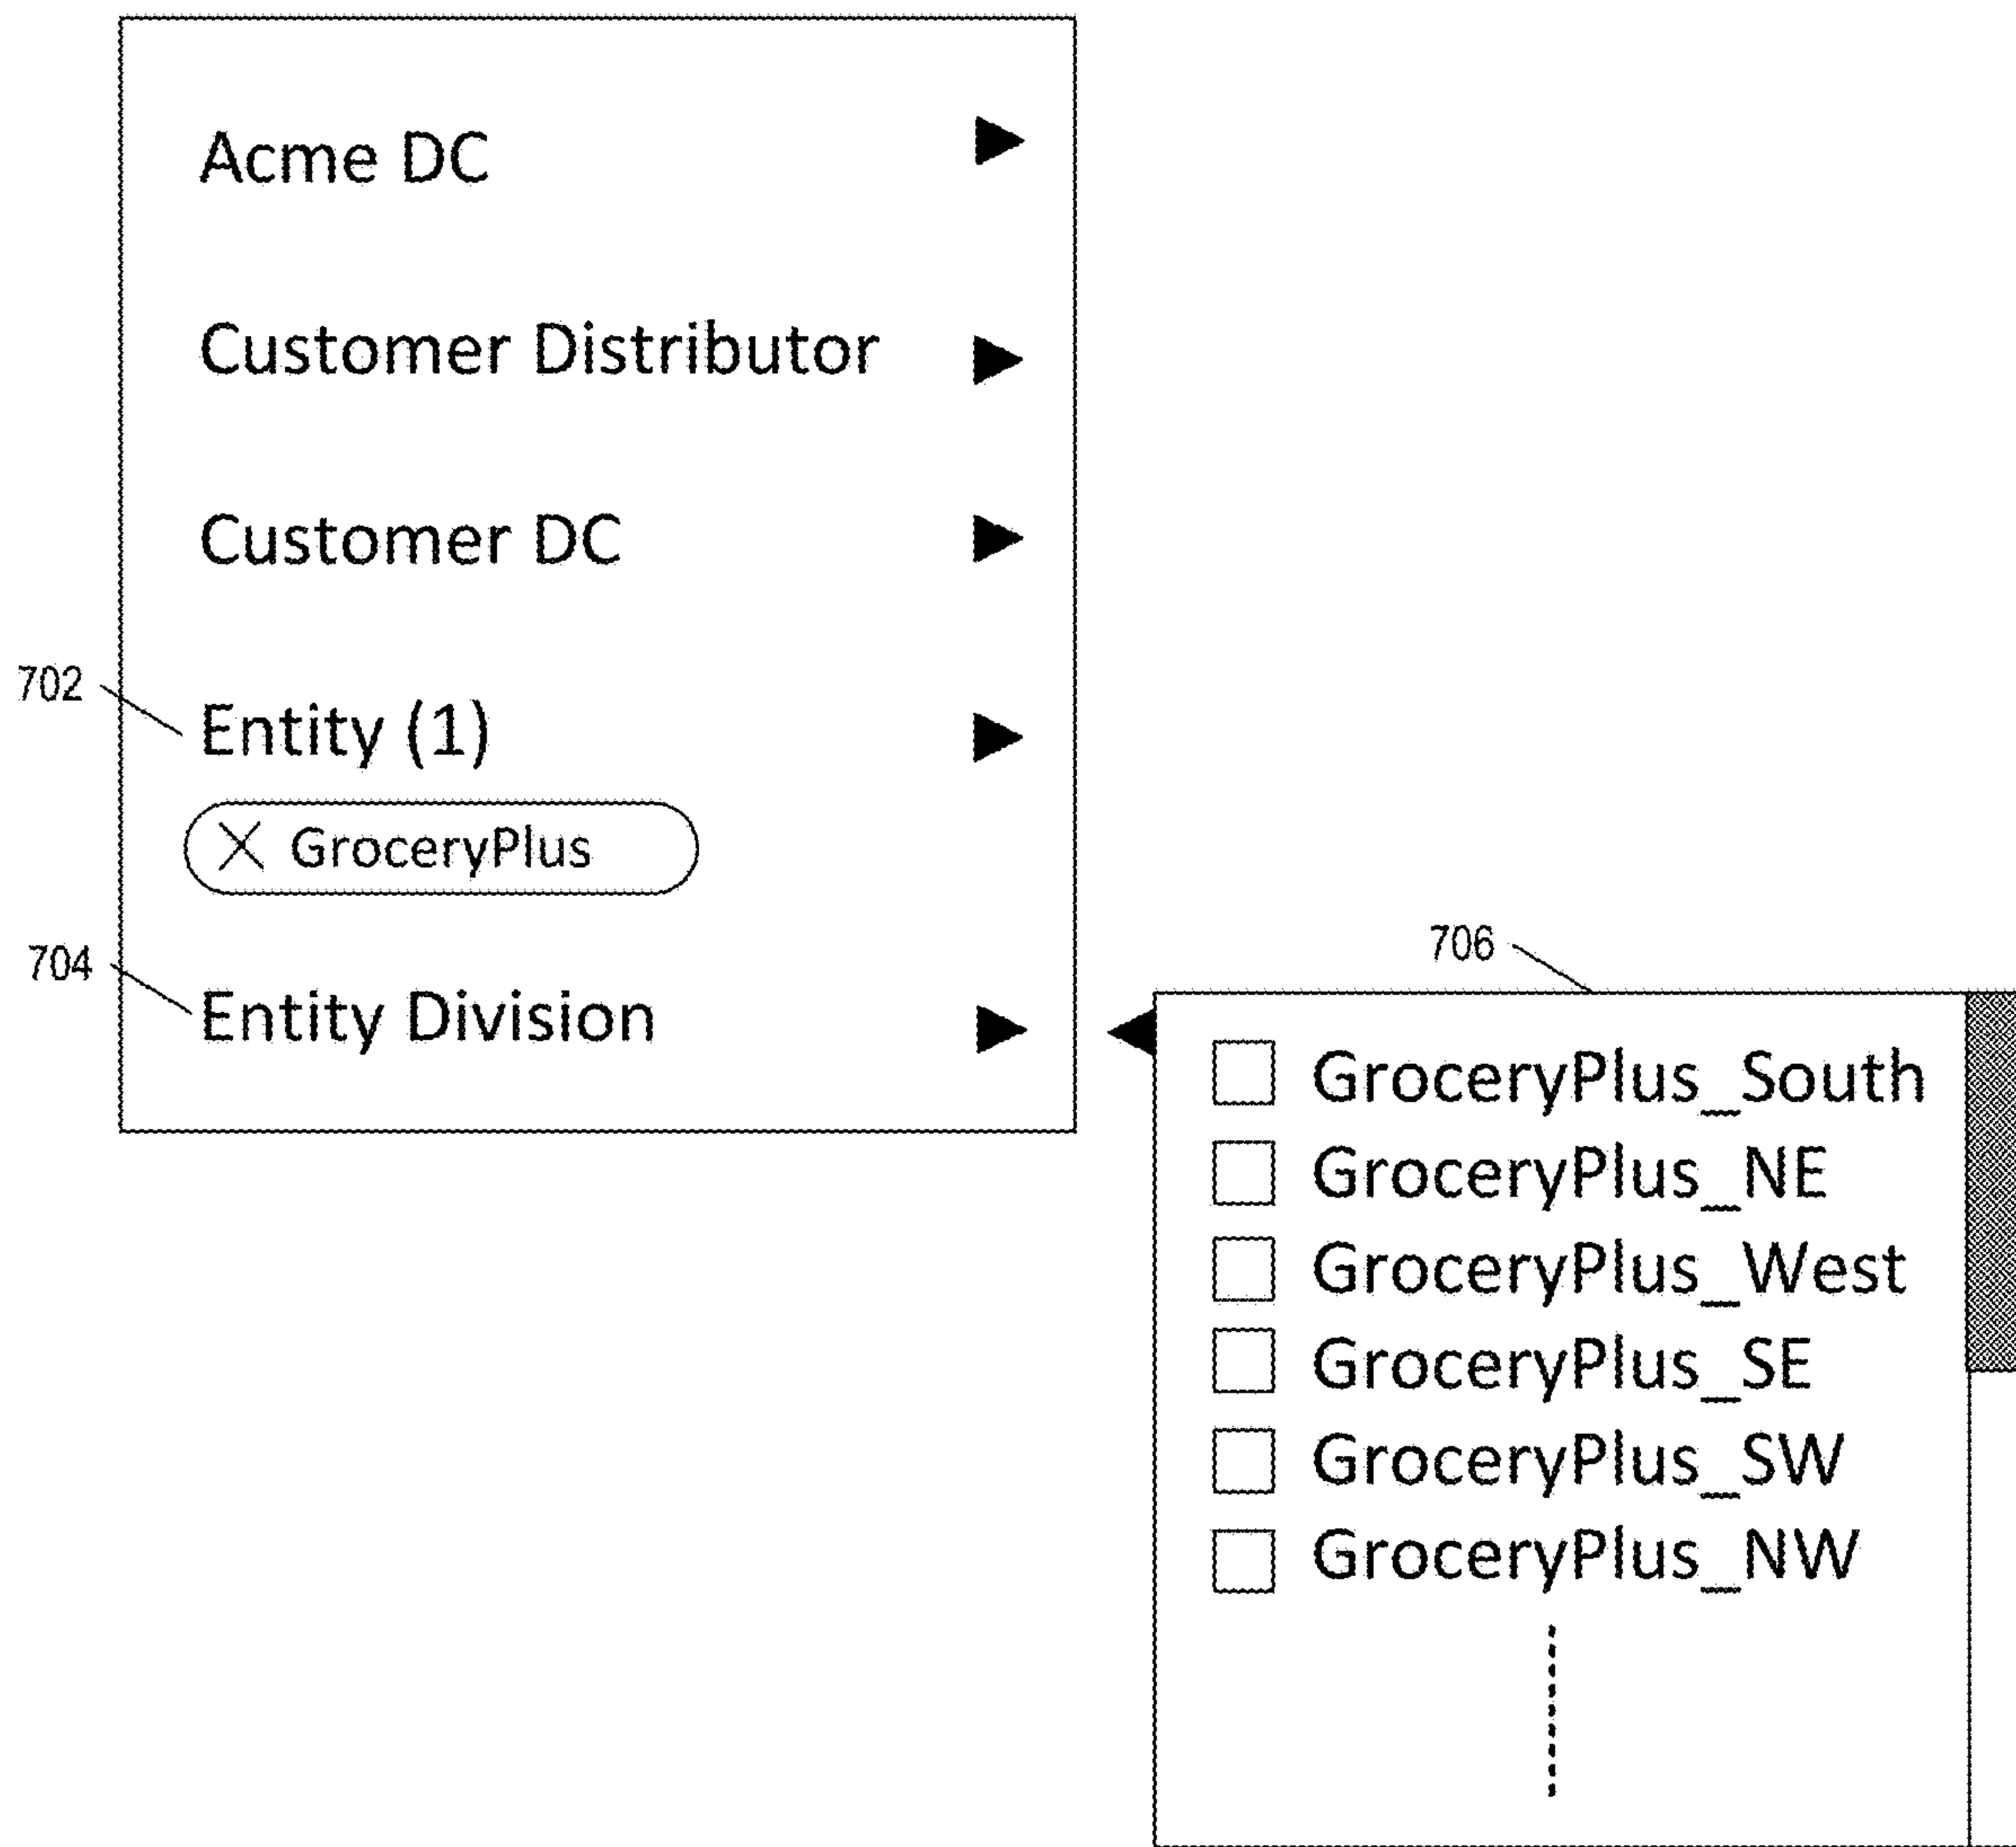 Acme DC
Customer Distributor
Customer DC
702
Entity (1)
GroceryPlus
704
Entity Division
706
GroceryPlus_South
GroceryPlus_NE
GroceryPlus_West
GroceryPlus_SE
GroceryPlus_SW
GroceryPlus_NW